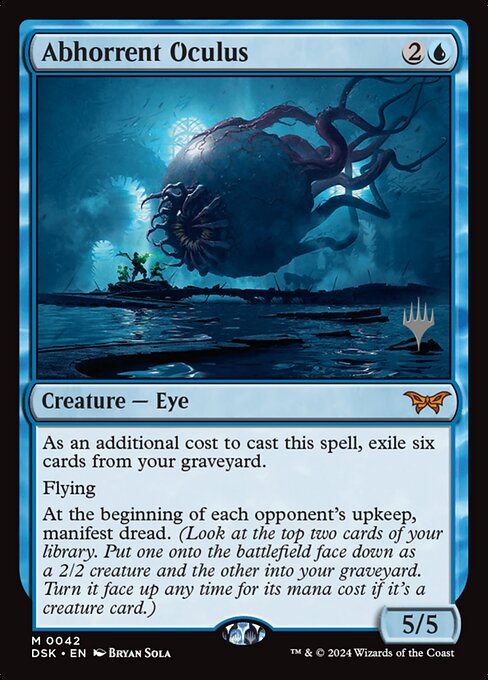 Abhorrent Oculus 2
Creature — Eye
As an additional cost to cast this spell, exile six
cards from your graveyard.
Flying
At the beginning of each opponent's upkeep,
manifest dread. (Look at the top two cards of your
library. Put one onto the battlefield face down as
a 2/2 creature and the other into your graveyard.
Turn it face up any time for its mana cost if it's a
creature card.)
5/5
M 0042
DSK • EN Bryan Sola
™ & © 2024 Wizards of the Coast